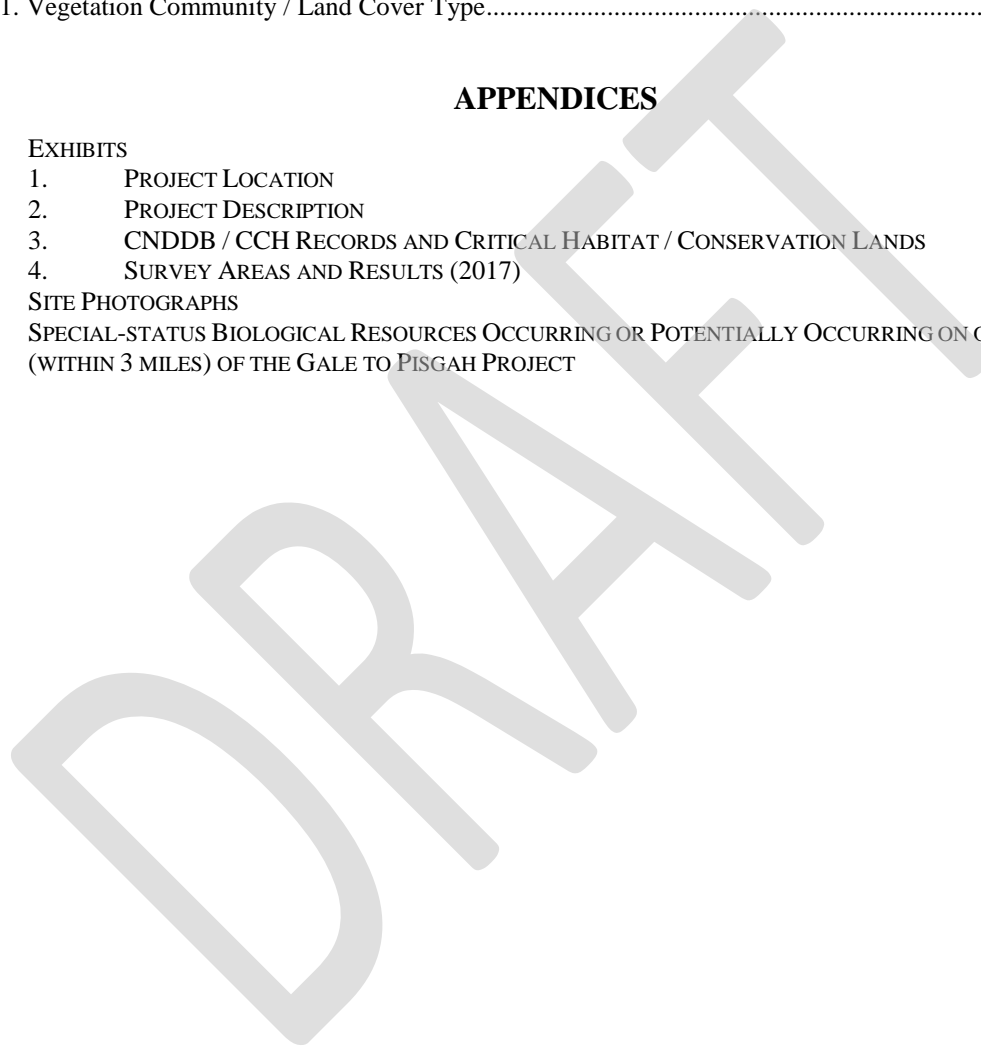 1. Vegetation Community / Land Cover Type
APPENDICES
EXHIBITS
1. PROJECT LOCATION
2. PROJECT DESCRIPTION
3. CNDDB / CCH RECORDS AND CRITICAL HABITAT / CONSERVATION LANDS
4. SURVEY AREAS AND RESULTS (2017)
SITE PHOTOGRAPHS
SPECIAL-STATUS BIOLOGICAL RESOURCES OCCURRING OR POTENTIALLY OCCURRING ON
(WITHIN 3 MILES) OF THE GALE TO PISGAH PROJECT
DRAFT